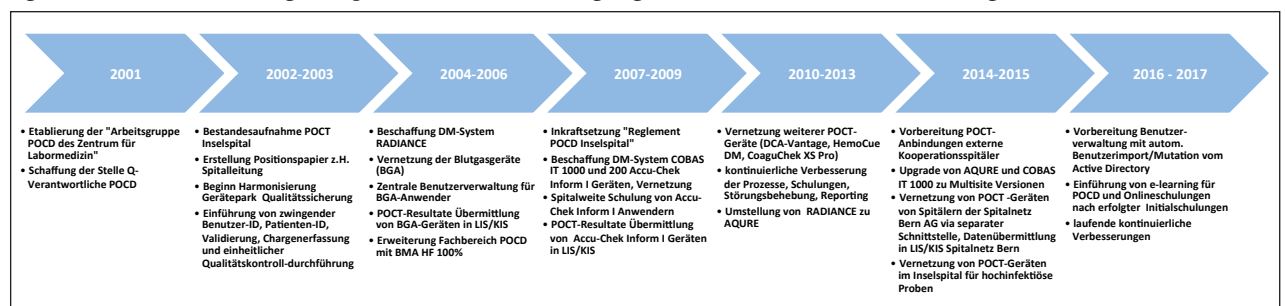 2001
• Etablierung der "Arbeitsgruppe
POCD des Zentrum für
Labormedizin"
• Schaffung der Stelle Q-
Verantwortliche POCD
2002-2003
• Bestandesaufnahme POCT
Inselspital
• Erstellung Positionspapier z.H.
Spitalleitung
• Beginn Harmonisierung
Gerätepark Qualitätssicherung
• Einführung von zwingender
Benutzer-ID, Patienten-ID,
Validierung, Chargenerfassung
und einheitlicher
Qualitätskontroll-durchführung
2004-2006
• Beschaffung DM-System
RADIANCE
• Vernetzung der Blutgasgeräte
(BGA)
• Zentrale Benutzerverwaltung für
BGA-Anwender
• POCT-Resultate Übermittlung
von BGA-Geräten in LIS/KIS
• Erweiterung Fachbereich POCD
mit BMA HF 100%
2007-2009
• Inkraftsetzung "Reglement
POCD Inselspital"
• Beschaffung DM-System COBAS
IT 1000 und 200 Accu-Chek
Inform I Geräten, Vernetzung
• Spitalweite Schulung von Accu-
Chek Inform I Anwendern
• POCT-Resultate Übermittlung
von Accu-Chek Inform I Geräten
in LIS/KIS
2010-2013
• Vernetzung weiterer POCT-
Geräte (DCA-Vantage, HemoCue
DM, CoaguChek XS Pro)
• kontinuierliche Verbesserung
der Prozesse, Schulungen,
Störungsbehebung, Reporting
• Umstellung von RADIANCE zu
AQURE
2014-2015
• Vorbereitung POCT-
Anbindungen externe
Kooperationsspitäler
• Upgrade von AQURE und COBAS
IT 1000 zu Multisite Versionen
• Vernetzung von POCT -Geräten
von Spitälern der Spitalnetz
Bern AG via separater
Schnittstelle, Datenübermittlung
in LIS/KIS Spitalnetz Bern
• Vernetzung von POCT-Geräten
im Inselspital für hochinfektiöse
Proben
2016 - 2017
• Vorbereitung Benutzer-
verwaltung mit autom.
Benutzerimport/Mutation vom
Active Directory
• Einführung von e-learning für
POCD und Onlineschulungen
nach erfolgter Initialschulungen
• laufende kontinuierliche
Verbesserungen